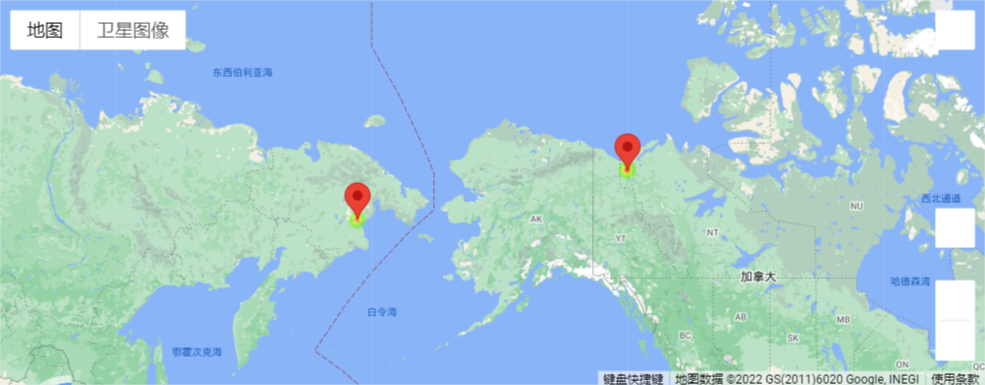 地图 卫星图像
东西伯利亚海
NU
西北通道
AK
YT
NT
加拿大
哈德森湾
白令海
AB
MB
BC
SK
鄂霍次克海
ON
QC
键盘快捷键 地图数据 ©2022 GS(2011)6020 Google, INEGI 使用条款